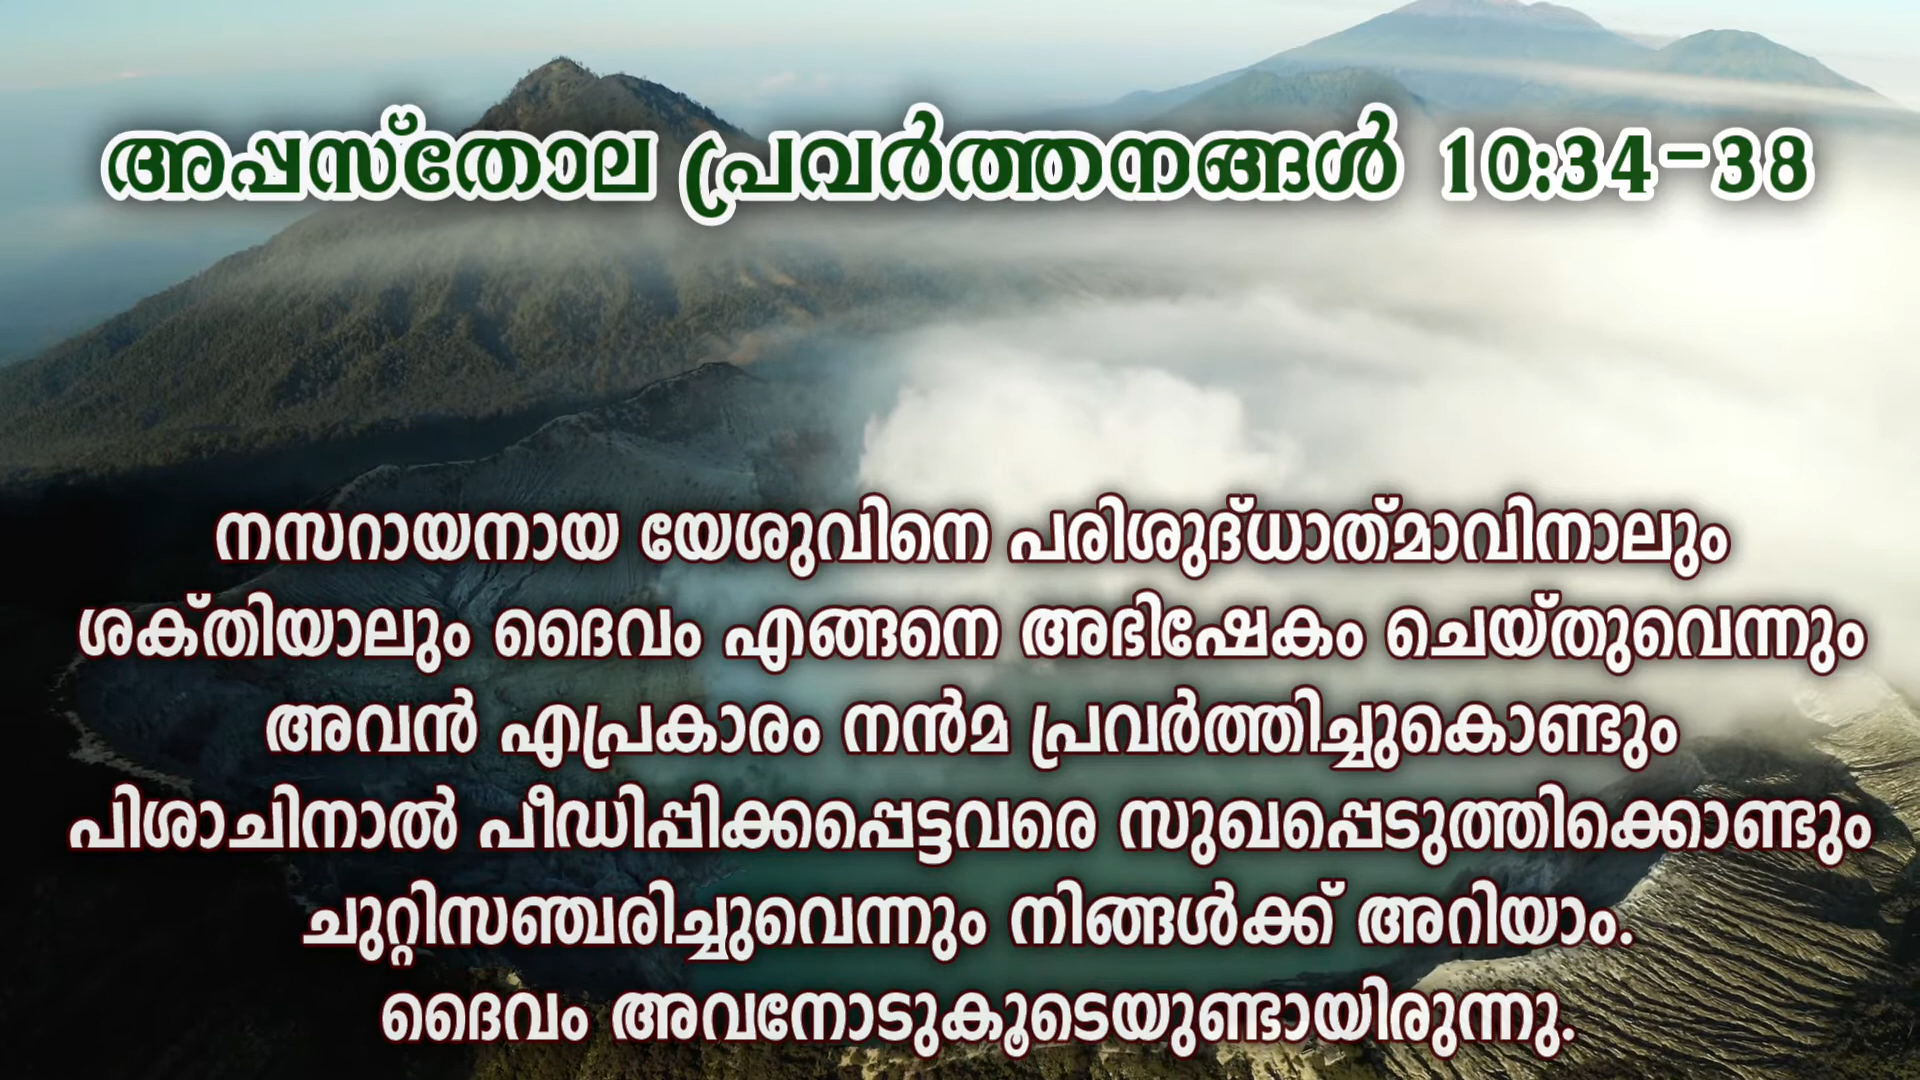 അപ്പസ്തോല പ്രവർത്തനങ്ങൾ 10:34-38
നസറായനായ യേശുവിനെ പരിശുദ്‌ധാത്‌മാവിനാലും
ശക്‌തിയാലും ദൈവം എങ്ങനെ അഭിഷേകം ചെയ്‌തുവെന്നും
അവൻ എപ്രകാരം നൻമ പ്രവർത്തിച്ചുകൊണ്ടും
പിശാചിനാൽ പീഡിപ്പിക്കപ്പെട്ടവരെ സുഖപ്പെടുത്തിക്കൊണ്ടും
ചുറ്റിസഞ്ചരിച്ചുവെന്നും നിങ്ങൾക്ക് അറിയാം.
ദൈവം അവനോടുകൂടെയുണ്ടായിരുന്നു.